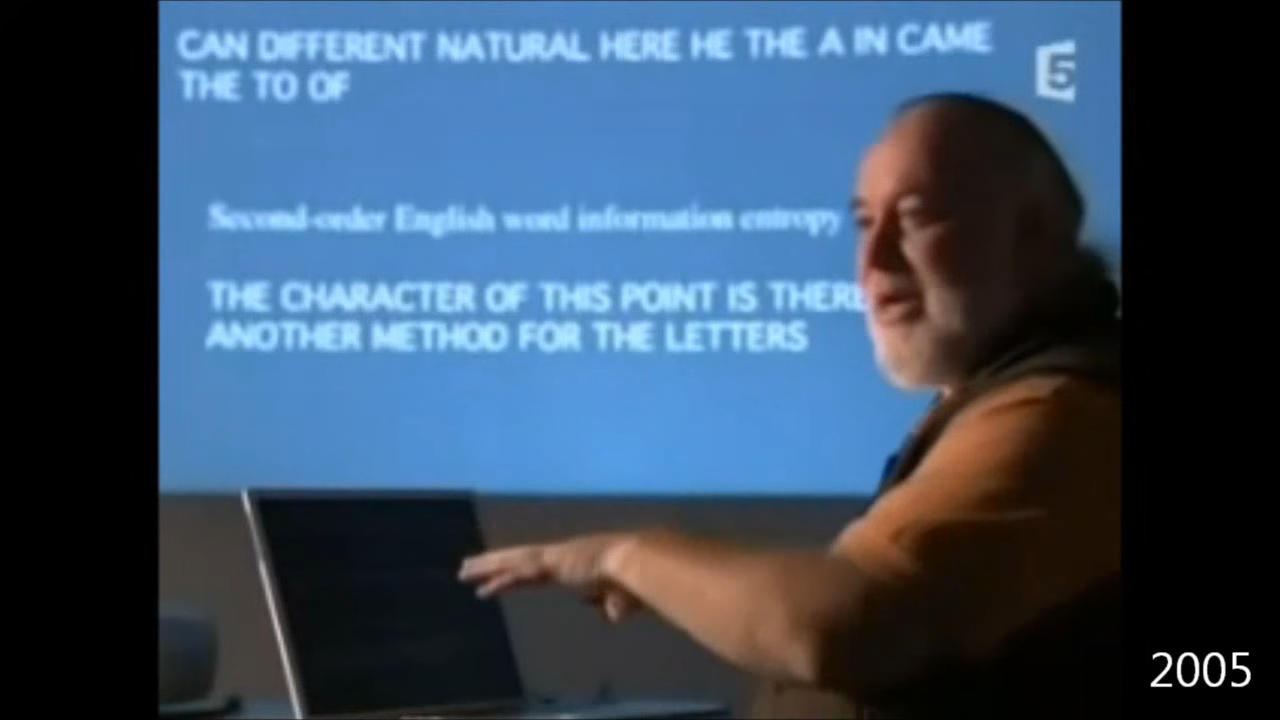 CAN DIFFERENT NATURAL HERE HE THE A IN CAME
THE TO OF
5
Second-order English word information entropy
THE CHARACTER OF THIS POINT IS THERE
ANOTHER METHOD FOR THE LETTERS
2005